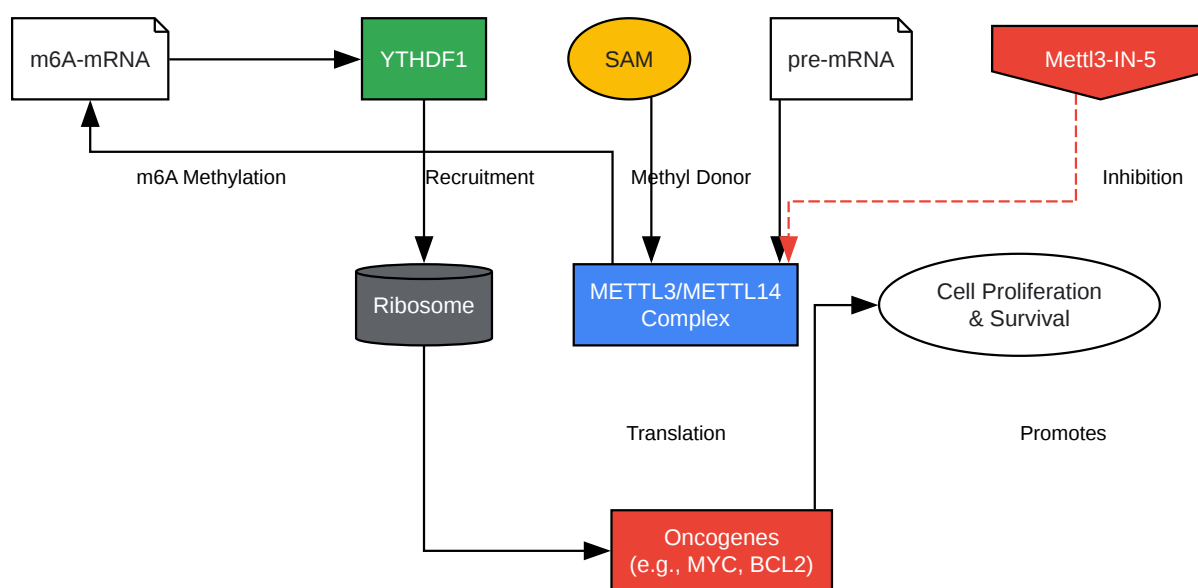 m6A-mRNA
YTHDF1
SAM
pre-mRNA
Mettl3-IN-5
m6A Methylation
Recruitment
Methyl Donor
Inhibition
Ribosome
METTL3/METTL14
Complex
Cell Proliferation
& Survival
Translation
Promotes
Oncogenes
(e.g., MYC, BCL2)